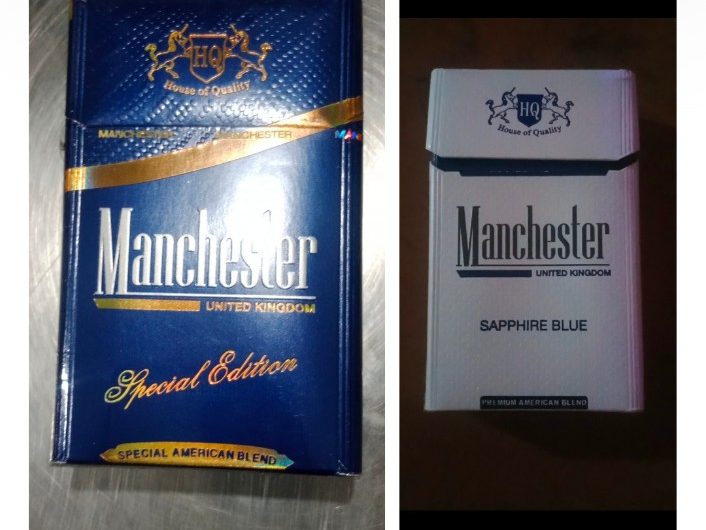 HQ
House of Quality
MANCHESTER MANCHESTER
Manchester
UNITED KINGDOM
Special Edition
SPECIAL AMERICAN BLEND
HQ
House of Quality
Manchester
UNITED KINGDOM
SAPPHIRE BLUE
PREMIUM AMERICAN BLEND